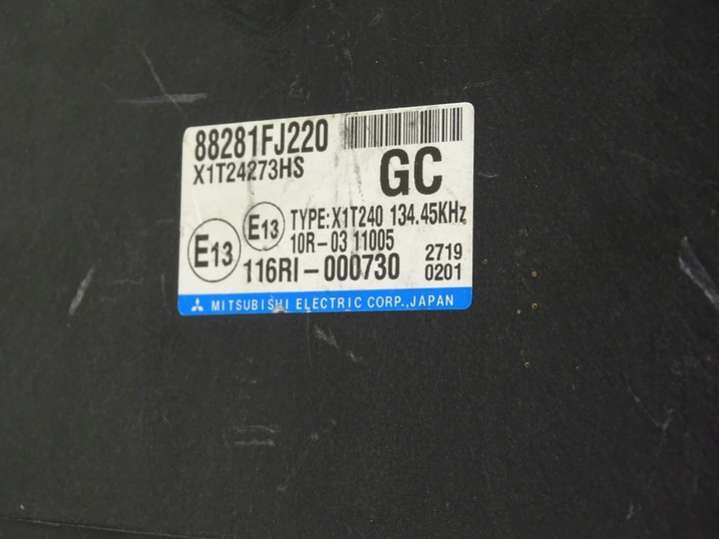 88281FJ220
X1T24273HS
GC
E13
E13
TYPE:X1T240 134.45KHz
10R-03 11005
116RI-000730
2719
0201
MITSUBISHI ELECTRIC CORP.,JAPAN